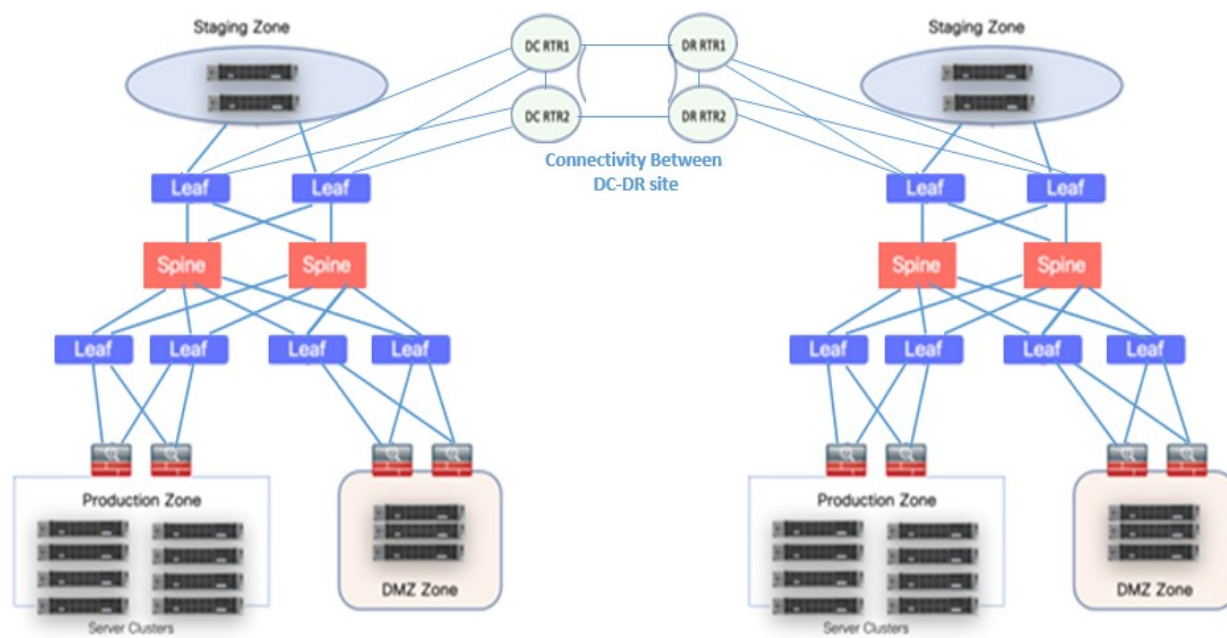 Staging Zone
DC RTR1
DR RTR1
Staging Zone
DC RTR2
DR RTR2
Connectivity Between
DC-DR site
Leaf
Leaf
Leaf
Leaf
Spine
Spine
Spine
Spine
Leaf
Leaf
Leaf
Leaf
Leaf
Leaf
Leaf
Leaf
Production Zone
Production Zone
DMZ Zone
DMZ Zone
Server Clusters
Server Clusters